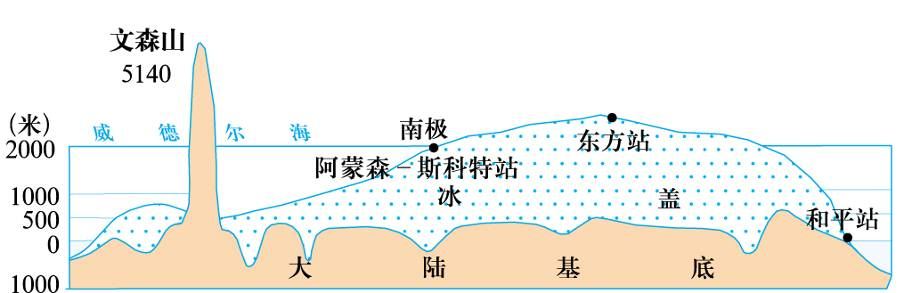 文森山
5140
(米)
威德尔海
南极
2000
东方站
阿蒙森－斯科特站
1000
冰盖
500
和平站
0
大陆基底
1000